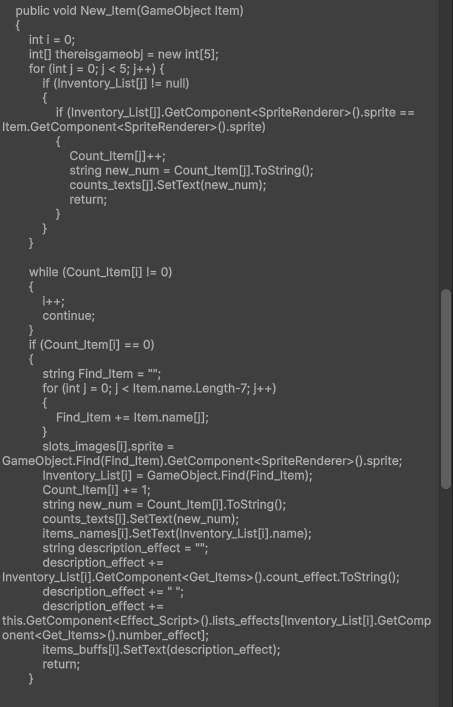 public void New_Item(GameObject Item)
{
int i = 0;
int[] thereisgameobj = new int[5];
for (int j = 0; j < 5; j++) {
if (Inventory_List[j] != null)
{
if (Inventory_List[j].GetComponent<SpriteRenderer>().sprite ==
Item.GetComponent<SpriteRenderer>().sprite)
{
Count_Item[j]++;
string new_num = Count_Item[j].ToString();
counts_texts[j].SetText(new_num);
return;
}
}
}
while (Count_Item[i] != 0)
{
i++;
continue;
}
if (Count_Item[i] == 0)
{
string Find_Item = "";
for (int j = 0; j < Item.name.Length-7; j++)
{
Find_Item += Item.name[j];
}
slots_images[i].sprite =
GameObject.Find(Find_Item).GetComponent<SpriteRenderer>().sprite;
Inventory_List[i] = GameObject.Find(Find_Item);
Count_Item[i] += 1;
string new_num = Count_Item[i].ToString();
counts_texts[i].SetText(new_num);
items_names[i].SetText(Inventory_List[i].name);
string description_effect = "";
description_effect +=
Inventory_List[i].GetComponent<Get_Items>().count_effect.ToString();
description_effect += " ";
description_effect +=
this.GetComponent<Effect_Script>().lists_effects[Inventory_List[i].GetComp
onent<Get_Items>().number_effect];
items_buffs[i].SetText(description_effect);
return;
}